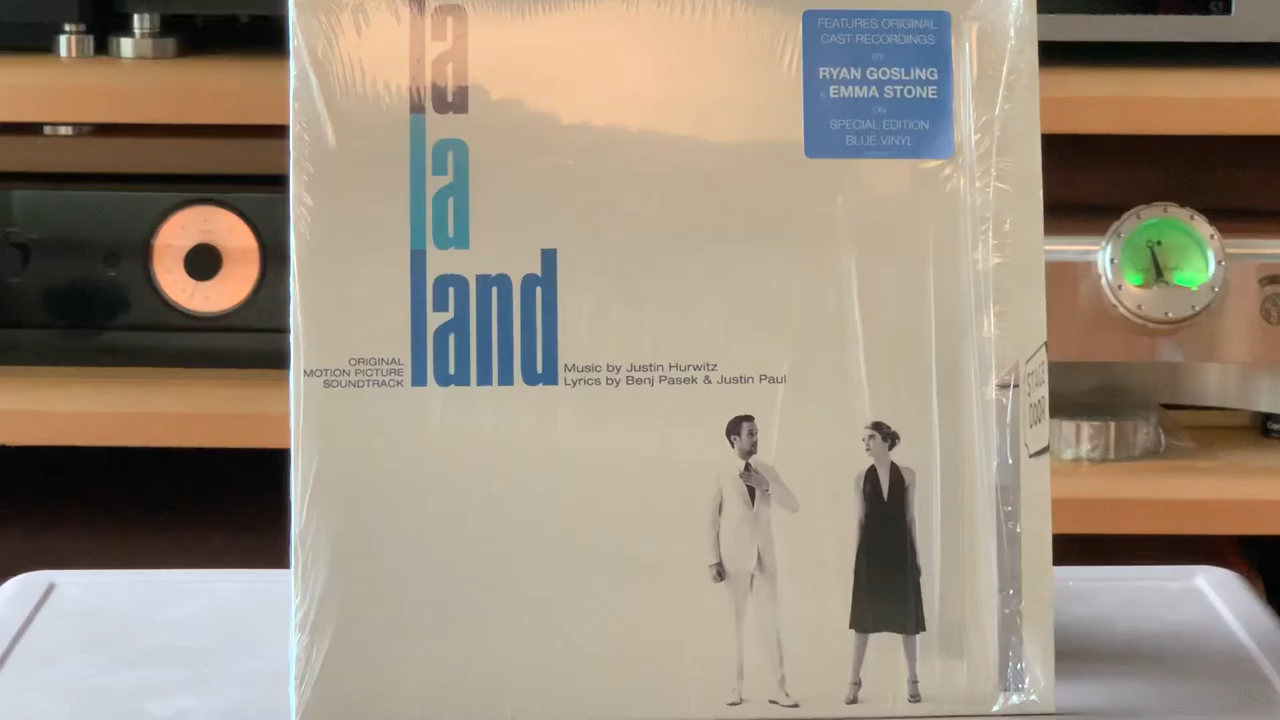 la
la
land
ORIGINAL
MOTION PICTURE
SOUNDTRACK
Music by Justin Hurwitz
Lyrics by Benj Pasek & Justin Paul
FEATURES ORIGINAL
CAST RECORDINGS
BY
RYAN GOSLING
& EMMA STONE
ON
SPECIAL EDITION
BLUE VINYL
STAGE
DOOR